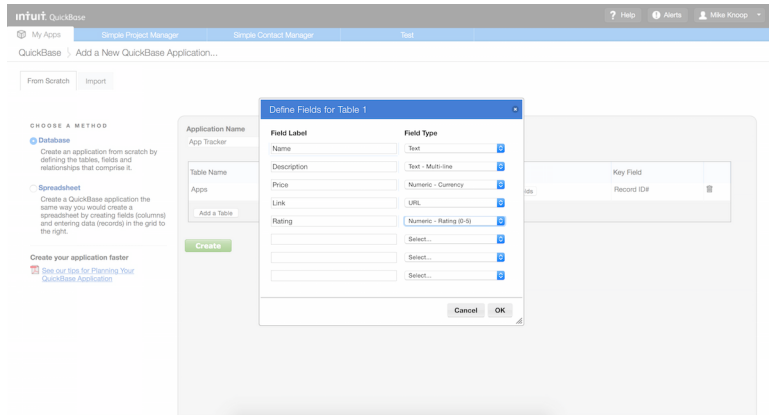 intuit QuickBase
? Help
Alerts
Mike Knoop
My Apps
Simple Project Manager
Simple Contact Manager
Test
QuickBase
Add a New QuickBase Application...
From Scratch
Import
CHOOSE A METHOD
Database
Create an application from scratch by
defining the tables, fields and
relationships that comprise it.
Spreadsheet
Create a QuickBase application the
same way you would create a
spreadsheet by creating fields (columns)
and entering data (records) in the grid to
the right.
Create your application faster
See our tips for Planning Your
QuickBase Application
Application Name
App Tracker
Table Name
Key Field
Apps
Record ID#
Add a Table
Create
Define Fields for Table 1
Field Label
Field Type
Name
Text
Description
Text - Multi-line
Price
Numeric - Currency
Link
URL
Rating
Numeric - Rating (0-5)
Select...
Select...
Select...
Cancel
OK